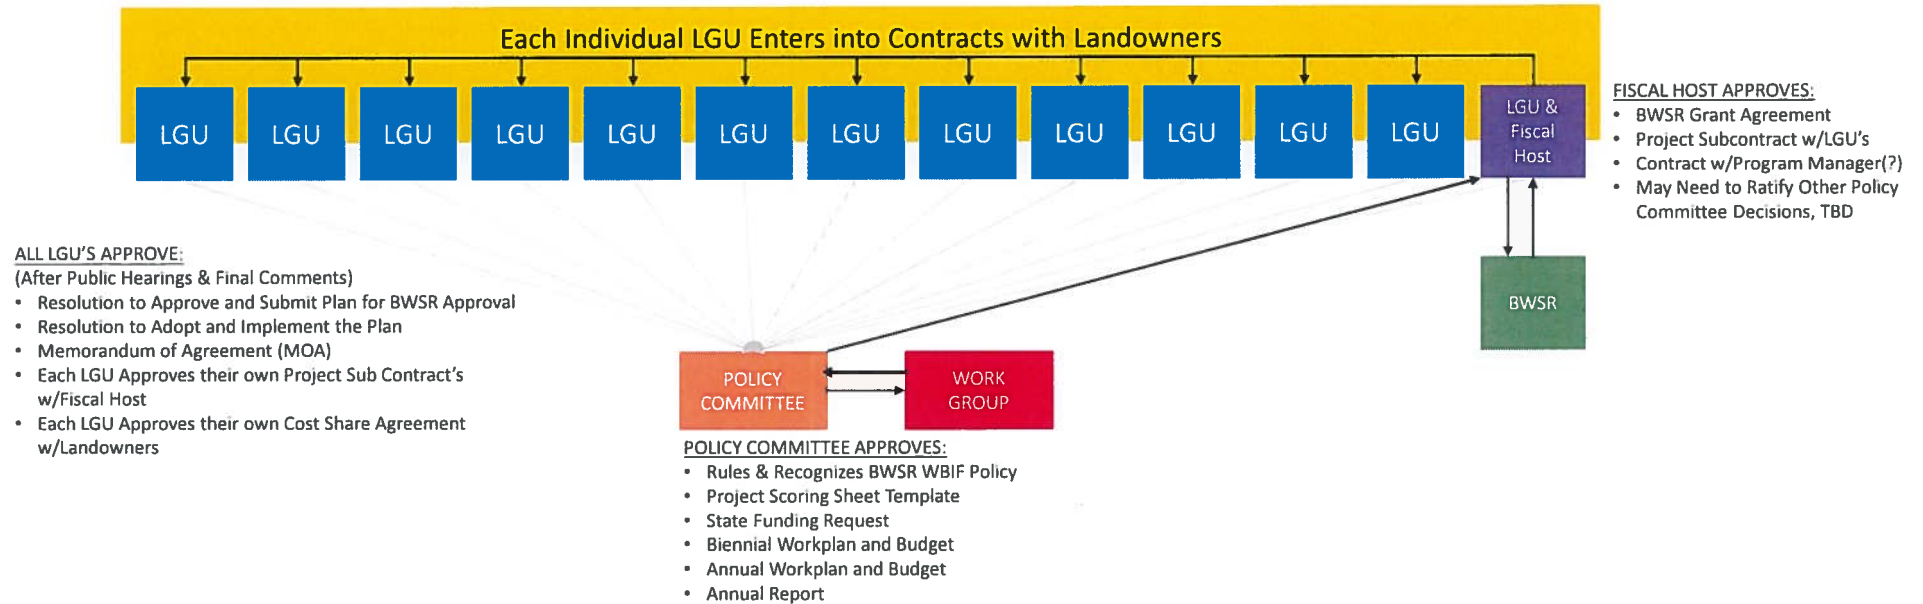 Each Individual LGU Enters into Contracts with Landowners
LGU
LGU
LGU
LGU
LGU
LGU
LGU
LGU
LGU
LGU
LGU
LGU
LGU &
Fiscal
Host
FISCAL HOST APPROVES:
• BWSR Grant Agreement
• Project Subcontract w/LGU's
• Contract w/Program Manager(?)
• May Need to Ratify Other Policy
Committee Decisions, TBD
BWSR
ALL LGU'S APPROVE:
(After Public Hearings & Final Comments)
• Resolution to Approve and Submit Plan for BWSR Approval
• Resolution to Adopt and Implement the Plan
• Memorandum of Agreement (MOA)
• Each LGU Approves their own Project Sub Contract's
w/Fiscal Host
• Each LGU Approves their own Cost Share Agreement
w/Landowners
POLICY
COMMITTEE
WORK
GROUP
POLICY COMMITTEE APPROVES:
• Rules & Recognizes BWSR WBIF Policy
• Project Scoring Sheet Template
• State Funding Request
• Biennial Workplan and Budget
• Annual Workplan and Budget
• Annual Report